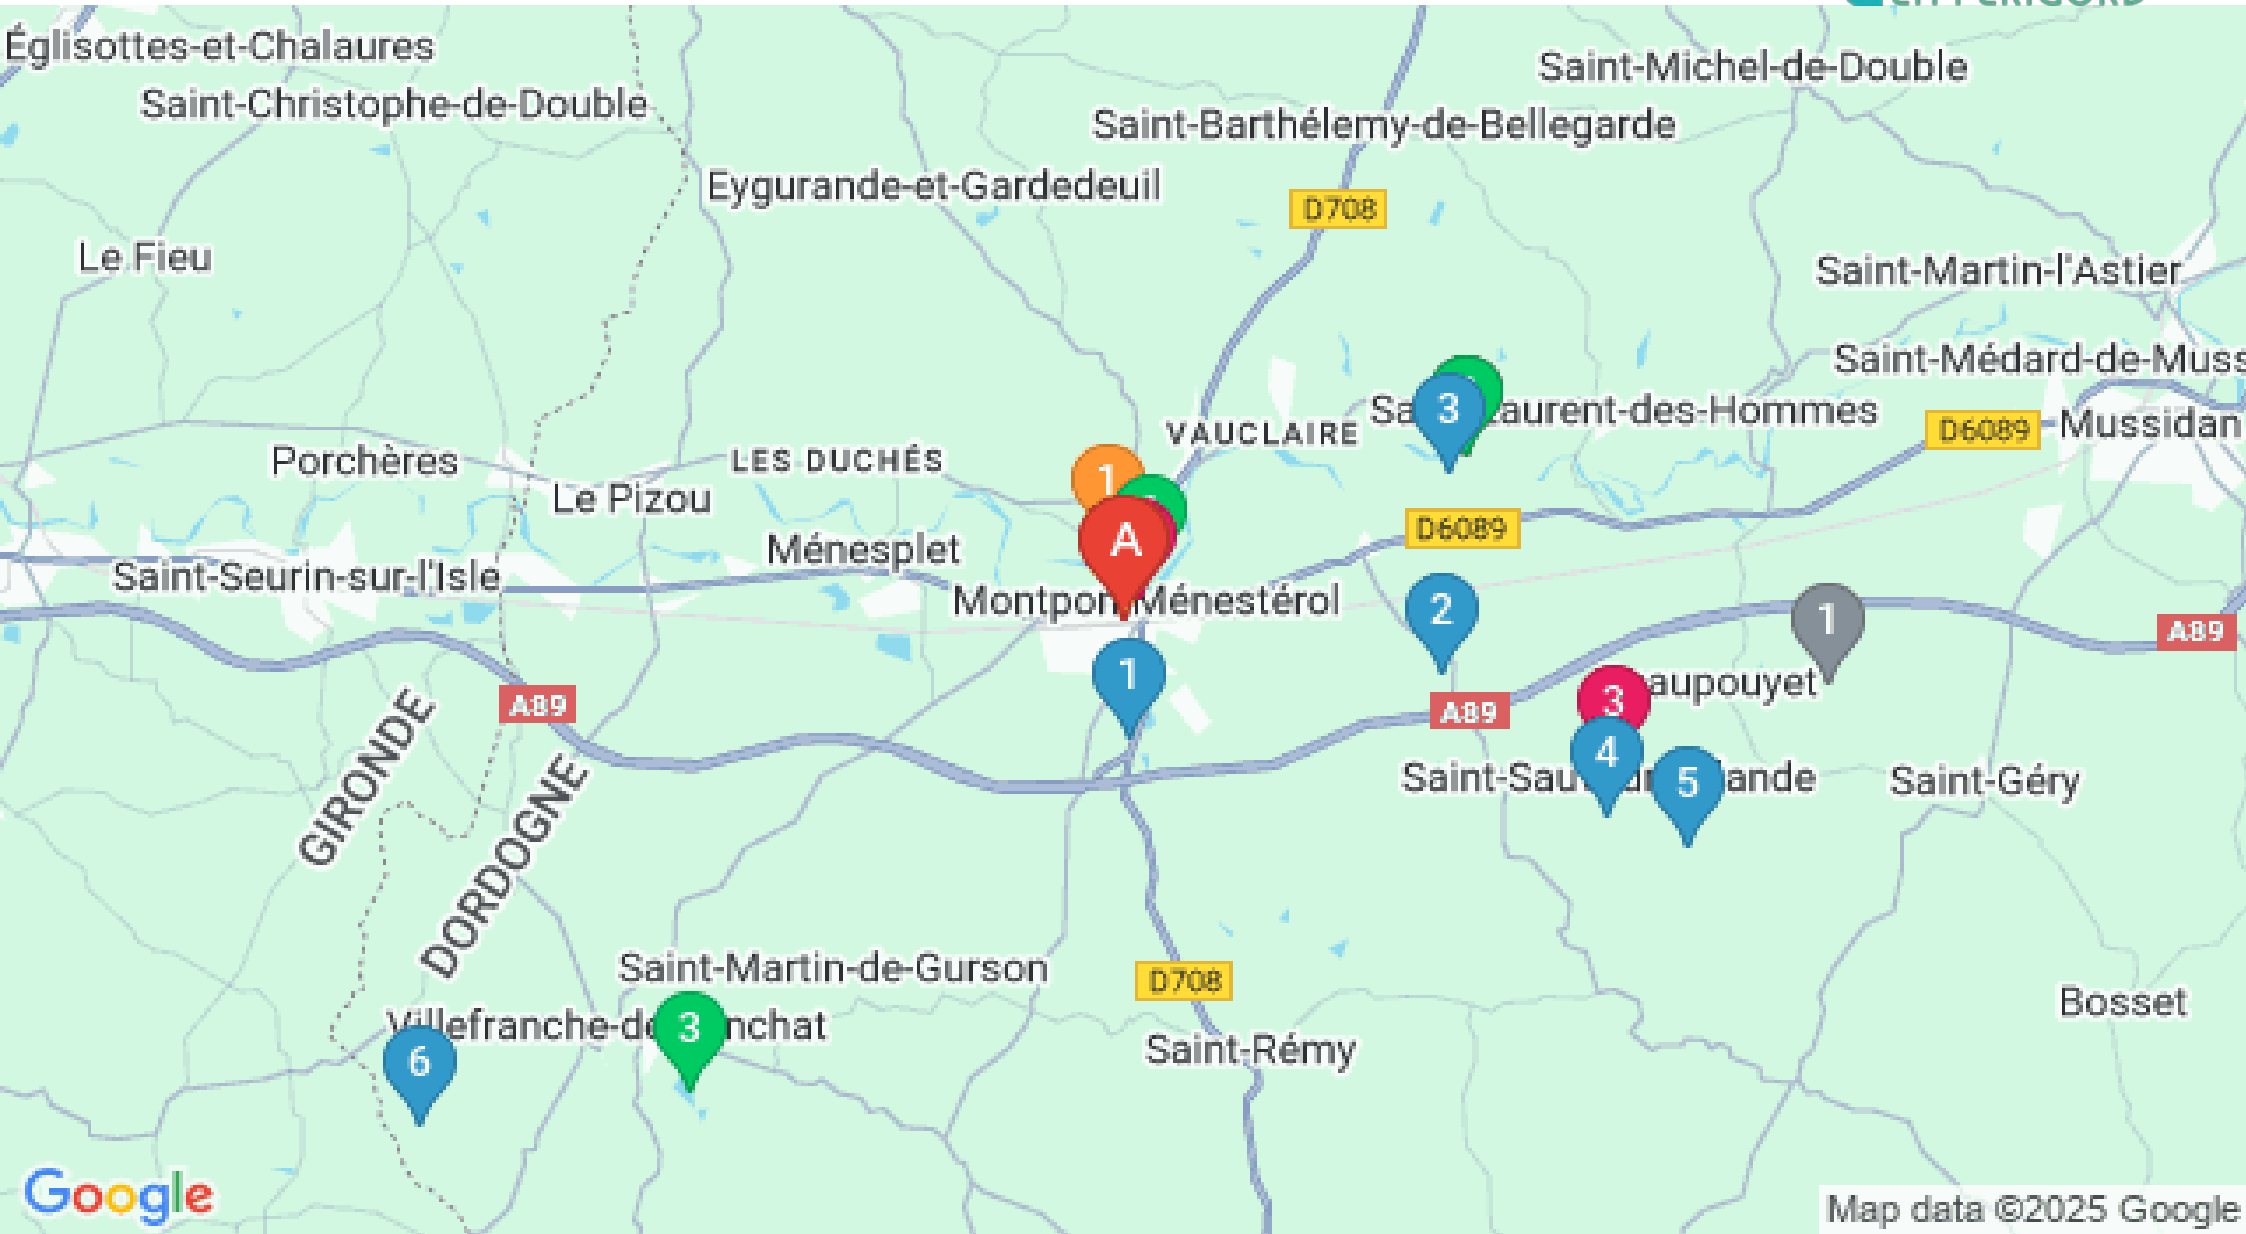 EN PÉRIGORD
Églisottes-et-Chalaures
Saint-Michel-de-Double
Saint-Christophe-de-Double
Saint-Barthélemy-de-Bellegarde
Eygurande-et-Gardedeuil
D708
Le Fieu
Saint-Martin-l'Astier
Saint-Médard-de-Muss
3
Sa
aurent-des-Hommes
D6089
Mussidan
VAUCLAIRE
Porchères
LES DUCHÉS
1
Le Pizou
D6089
A
Ménesplet
Saint-Seurin-sur-l'Isle
Montpon-Ménestérol
2
1
A89
1
aupouyet
3
A89
A89
GIRONDE
4
5
Saint-Sau
ande
Saint-Géry
DORDOGNE
Saint-Martin-de-Gurson
D708
Bosset
Villefranche-de
nchat
3
6
Saint-Rémy
Google
Map data ©2025 Google